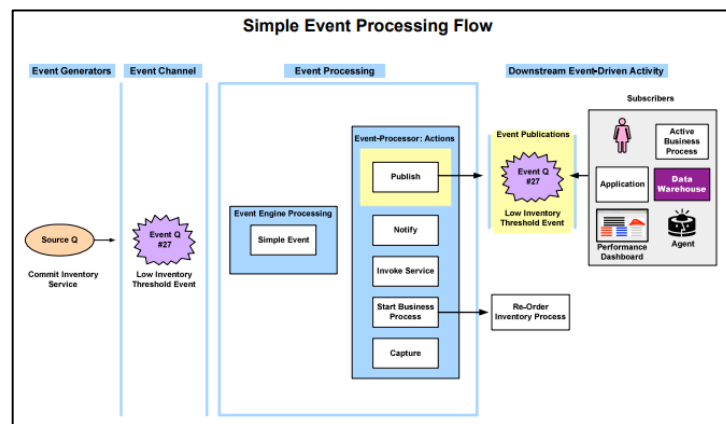 Simple Event Processing Flow
Event Generators
Event Channel
Event Processing
Downstream Event-Driven Activity
Subscribers
Event-Processor: Actions
Event Publications
Active
Business
Process
Publish
Event Q
#27
Application
Data
Warehouse
Event Engine Processing
Low Inventory
Threshold Event
Source Q
Event Q
#27
Simple Event
Notify
Performance
Dashboard
Agent
Commit Inventory
Service
Low Inventory
Threshold Event
Invoke Service
Start Business
Process
Re-Order
Inventory Process
Capture